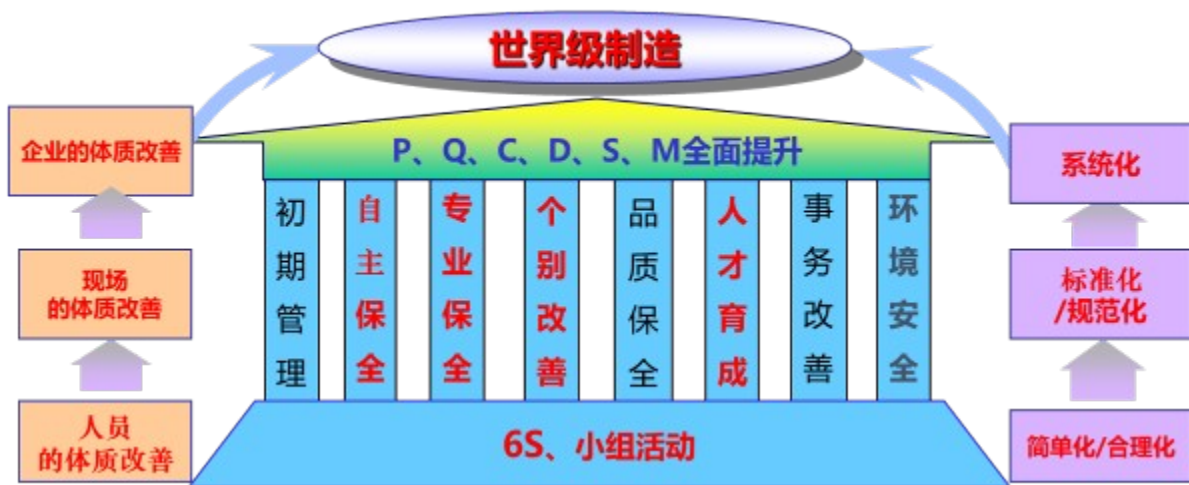 世界级制造
P、Q、C、D、S、M全面提升
企业的体质改善
现场
的体质改善
人员
的体质改善
初期管理
自主保全
专业保全
个别改善
品质保全
人才育成
事务改善
环境安全
系统化
标准化
/规范化
简单化/合理化
6S、小组活动